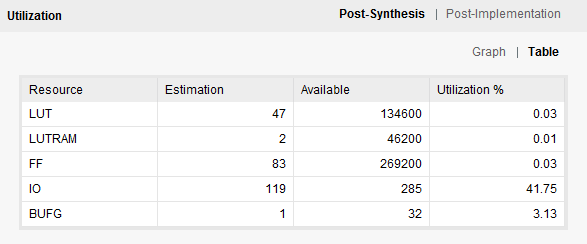 Utilization Post-Synthesis | Post-Implementation
Graph | Table
Resource Estimation Available Utilization %
LUT 47 134600 0.03
LUTRAM 2 46200 0.01
FF 83 269200 0.03
IO 119 285 41.75
BUFG 1 32 3.13